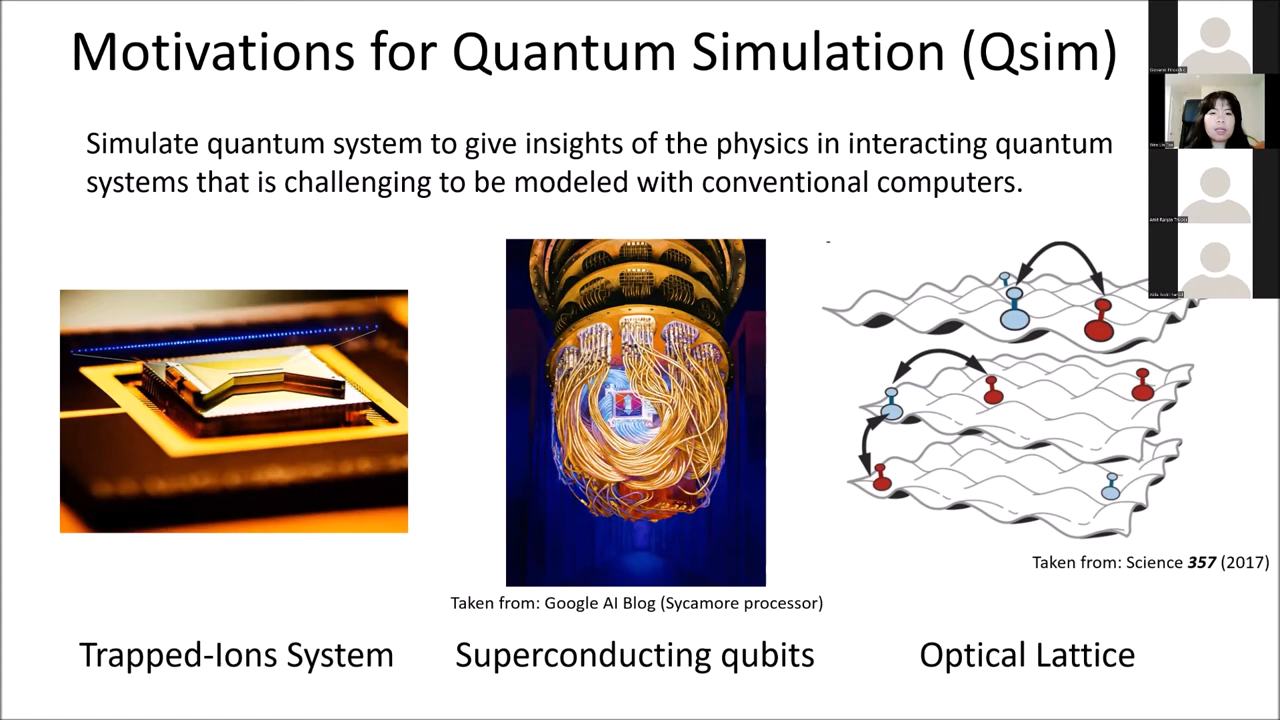 Motivations for Quantum Simulation (Qsim)
Simulate quantum system to give insights of the physics in interacting quantum
systems that is challenging to be modeled with conventional computers.
Taken from: Science 357 (2017)
Taken from: Google AI Blog (Sycamore processor)
Trapped-Ions System
Superconducting qubits
Optical Lattice